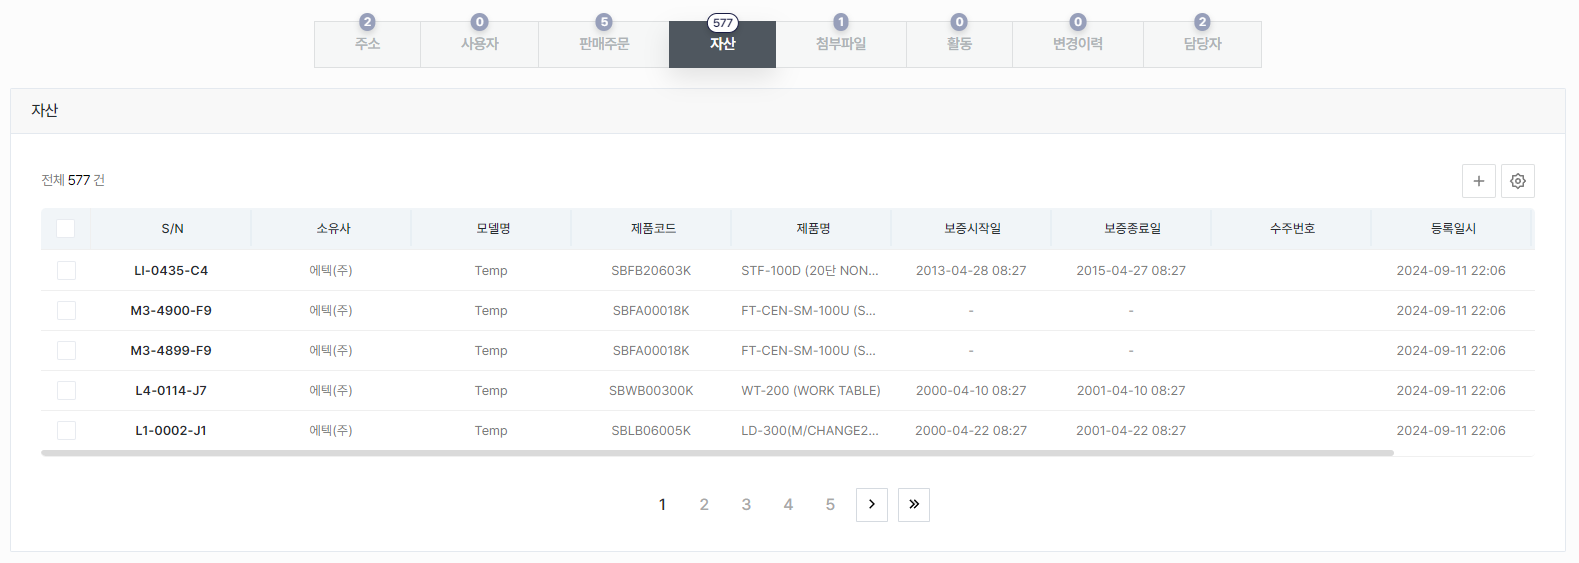 2 0 5 577 1 0 0 2
주소 사용자 판매주문 자산 첨부파일 활동 변경이력 담당자
자산
전체 577 건
S/N 소유사 모델명 제품코드 제품명 보증시작일 보증종료일 수주번호 등록일시
LI-0435-C4 에텍(주) Temp SBFB20603K STF-100D (20단 NON... 2013-04-28 08:27 2015-04-27 08:27 2024-09-11 22:06
M3-4900-F9 에텍(주) Temp SBFA00018K FT-CEN-SM-100U (S... - - 2024-09-11 22:06
M3-4899-F9 에텍(주) Temp SBFA00018K FT-CEN-SM-100U (S... - - 2024-09-11 22:06
L4-0114-J7 에텍(주) Temp SBWB00300K WT-200 (WORK TABLE) 2000-04-10 08:27 2001-04-10 08:27 2024-09-11 22:06
L1-0002-J1 에텍(주) Temp SBLB06005K LD-300(M/CHANGE2... 2000-04-22 08:27 2001-04-22 08:27 2024-09-11 22:06
1 2 3 4 5